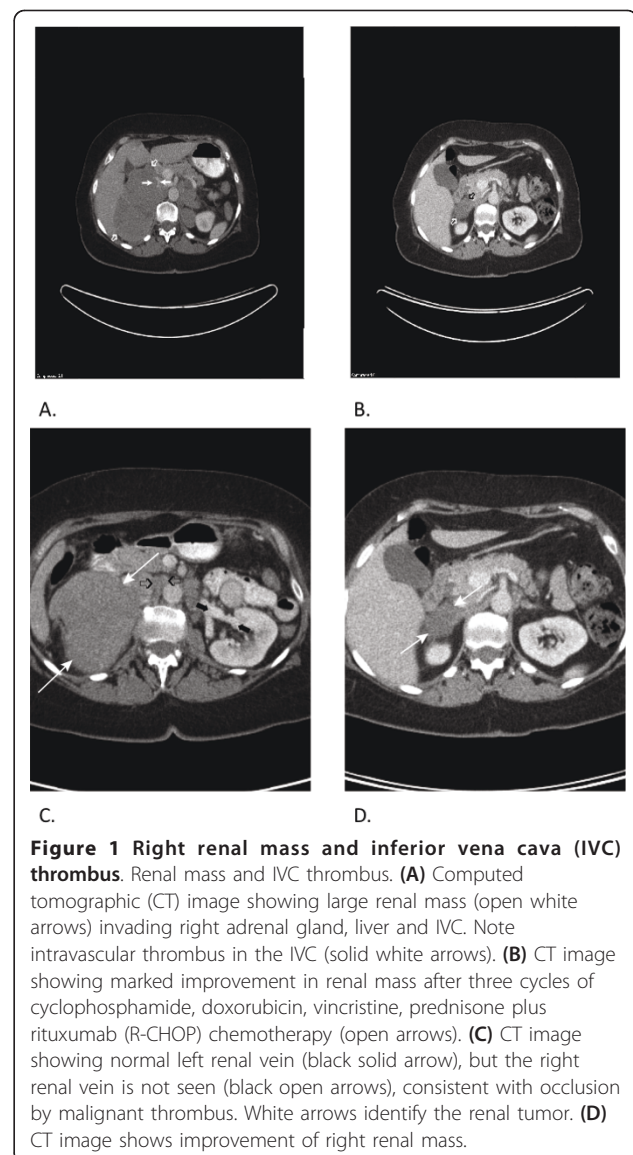 A.
B.
C.
D.
Figure 1 Right renal mass and inferior vena cava (IVC)
thrombus. Renal mass and IVC thrombus. (A) Computed
tomographic (CT) image showing large renal mass (open white
arrows) invading right adrenal gland, liver and IVC. Note
intravascular thrombus in the IVC (solid white arrows). (B) CT image
showing marked improvement in renal mass after three cycles of
cyclophosphamide, doxorubicin, vincristine, prednisone plus
rituxumab (R-CHOP) chemotherapy (open arrows). (C) CT image
showing normal left renal vein (black solid arrow), but the right
renal vein is not seen (black open arrows), consistent with occlusion
by malignant thrombus. White arrows identify the renal tumor. (D)
CT image shows improvement of right renal mass.